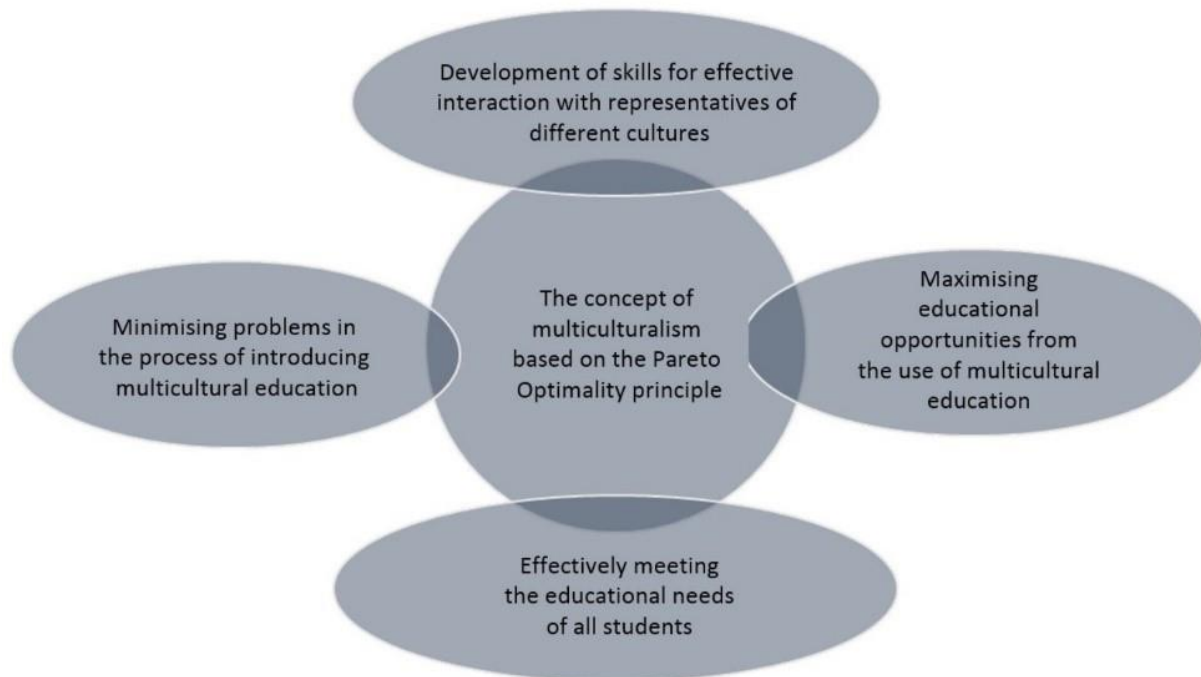 Development of skills for effective
interaction with representatives of
different cultures
Minimising problems in
the process of introducing
multicultural education
The concept of
multiculturalism
based on the Pareto
Optimality principle
Maximising
educational
opportunities from
the use of multicultural
education
Effectively meeting
the educational needs
of all students